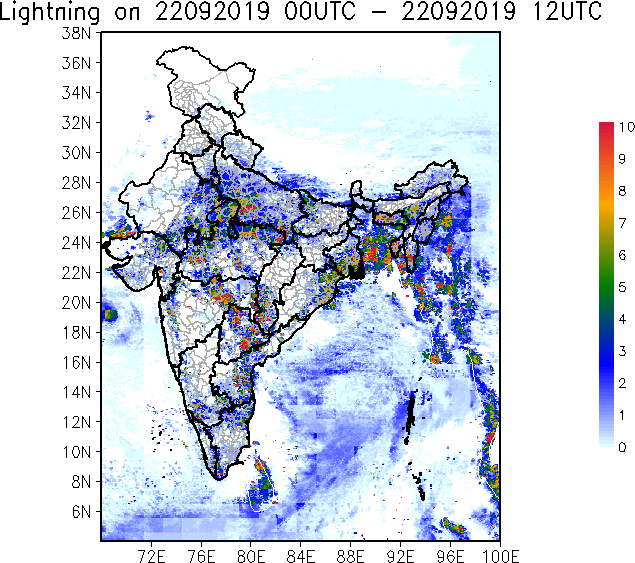 Lightning on 22092019 00UTC – 22092019 12UTC
38N
36N
34N
32N
30N
28N
26N
24N
22N
20N
18N
16N
14N
12N
10N
8N
6N
72E 76E 80E 84E 88E 92E 96E 100E
10
9
8
7
6
5
4
3
2
1
0